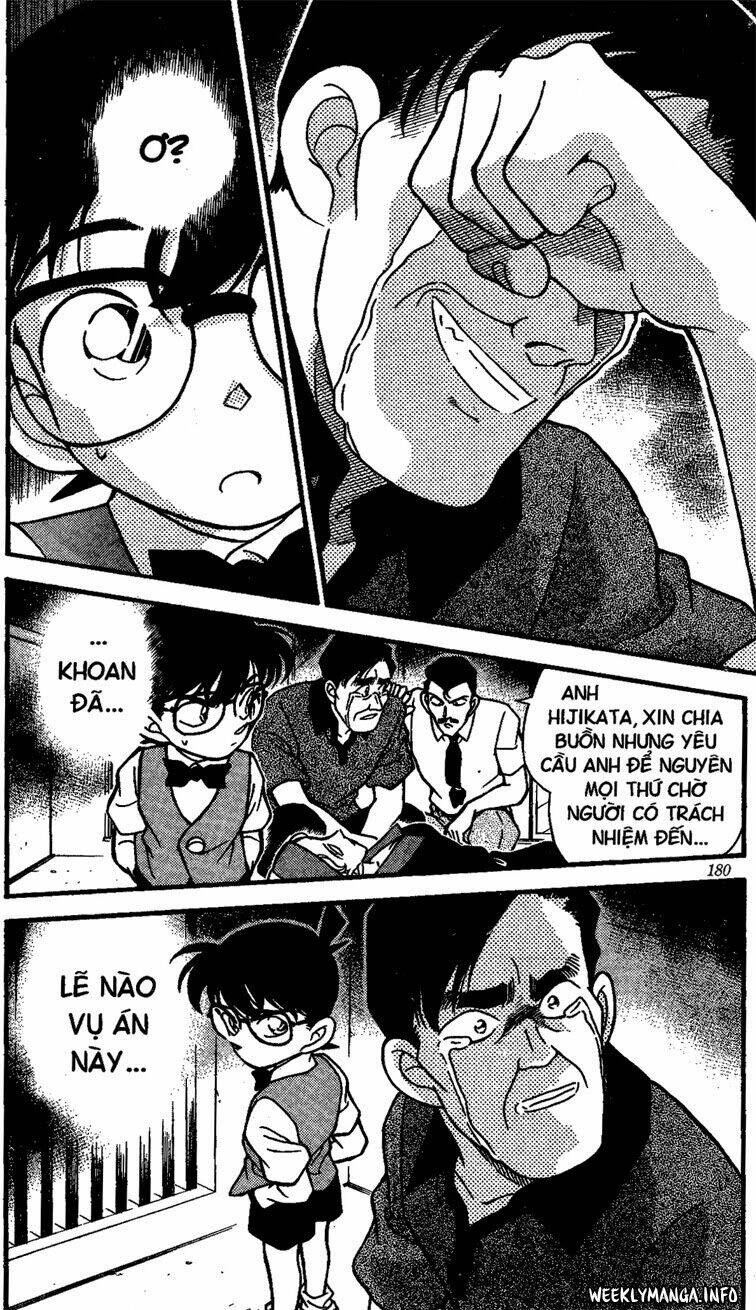 Ơ?
...
KHOAN
ĐÃ...
ANH
HIJIKATA, XIN CHIA
BUỒN NHƯNG YÊU
CẦU ANH ĐỂ NGUYÊN
MỌI THỨ CHỜ
NGƯỜI CÓ TRÁCH
NHIỆM ĐẾN...
180
LẼ NÀO
VỤ ÁN
NÀY...
WEEKLYMANGA.INFO